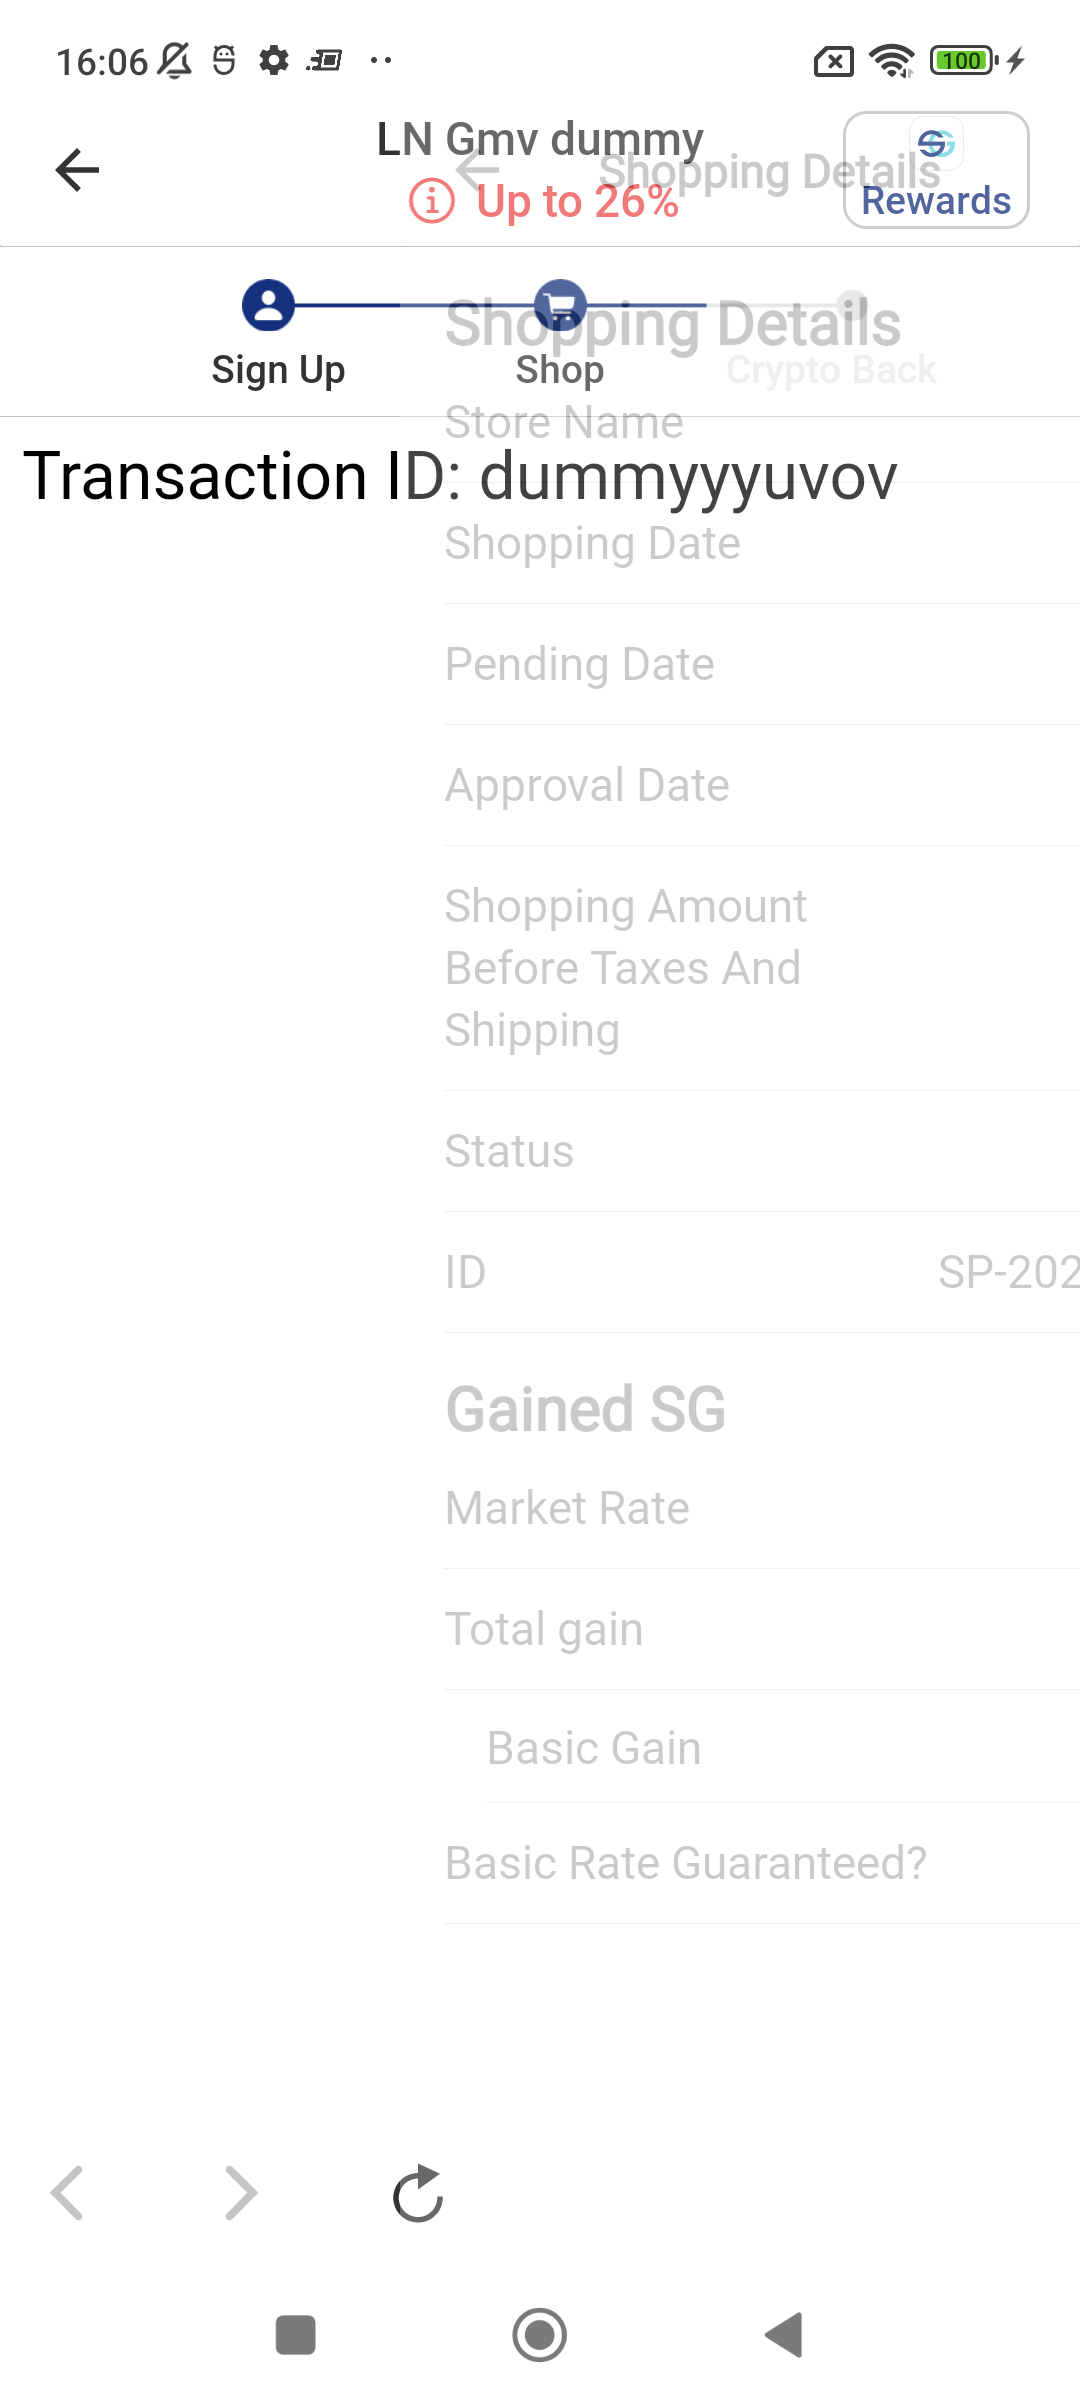 16:06
100
LN Gmv dummy
Shopping Details
Up to 26%
Rewards
Shopping Details
Sign Up
Shop
Crypto Back
Store Name
Transaction ID: dummyyyuvov
Shopping Date
Pending Date
Approval Date
Shopping Amount
Before Taxes And
Shipping
Status
ID SP-202
Gained SG
Market Rate
Total gain
Basic Gain
Basic Rate Guaranteed?